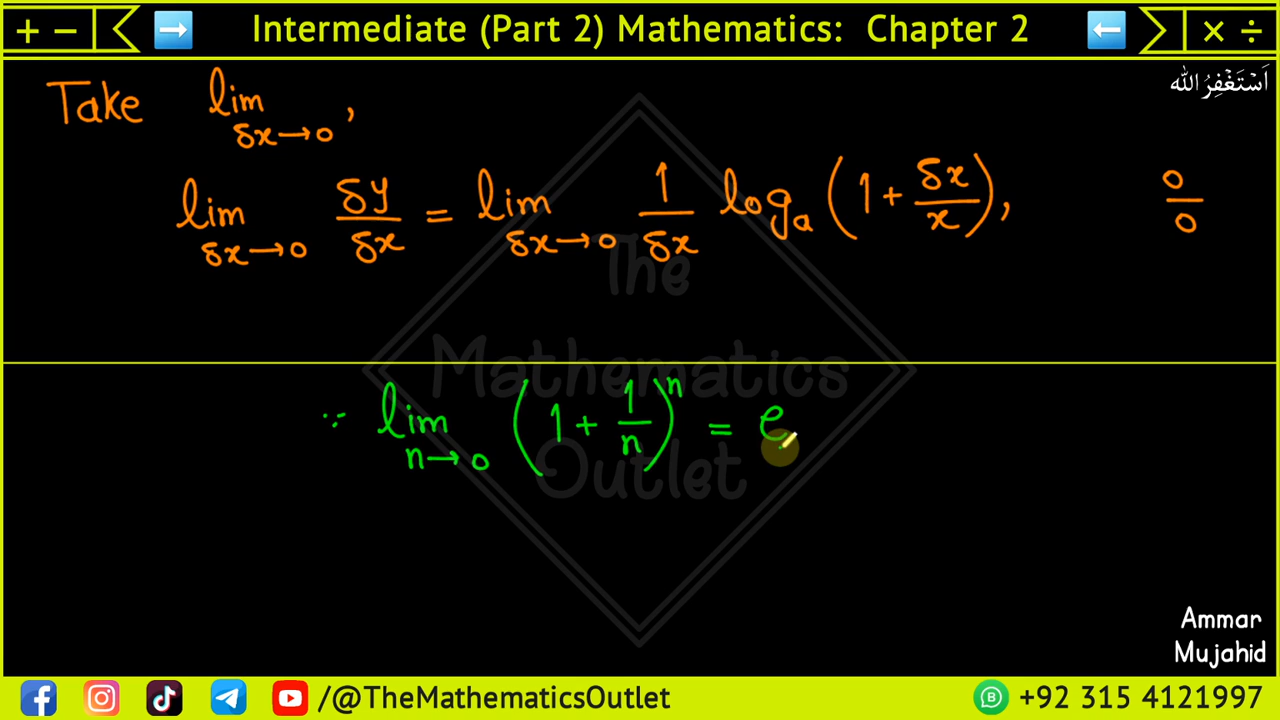 + − ➡ Intermediate (Part 2) Mathematics: Chapter 2 ⬅ × ÷
اَسْتَغْفِرُ اللّٰه
Take lim δx→0 ,
lim δx→0 δy/δx = lim δx→0 1/δx logₐ (1 + δx/x), 0/0
The
Mathematics
Outlet
∵ lim n→0 (1 + 1/n)ⁿ = e
Ammar
Mujahid
/@TheMathematicsOutlet +92 315 4121997